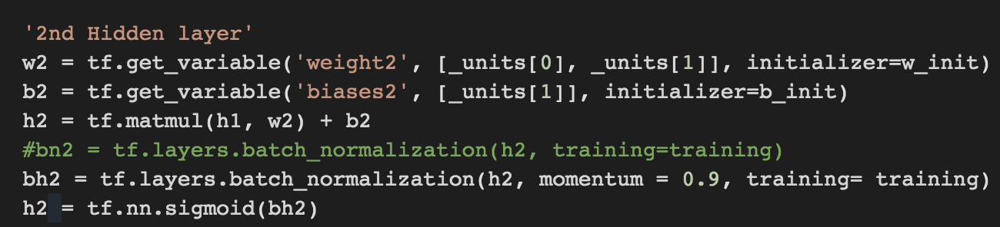 '2nd Hidden layer'
w2 = tf.get_variable('weight2', [_units[0], _units[1]], initializer=w_init)
b2 = tf.get_variable('biases2', [_units[1]], initializer=b_init)
h2 = tf.matmul(h1, w2) + b2
#bn2 = tf.layers.batch_normalization(h2, training=training)
bh2 = tf.layers.batch_normalization(h2, momentum = 0.9, training= training)
h2 = tf.nn.sigmoid(bh2)